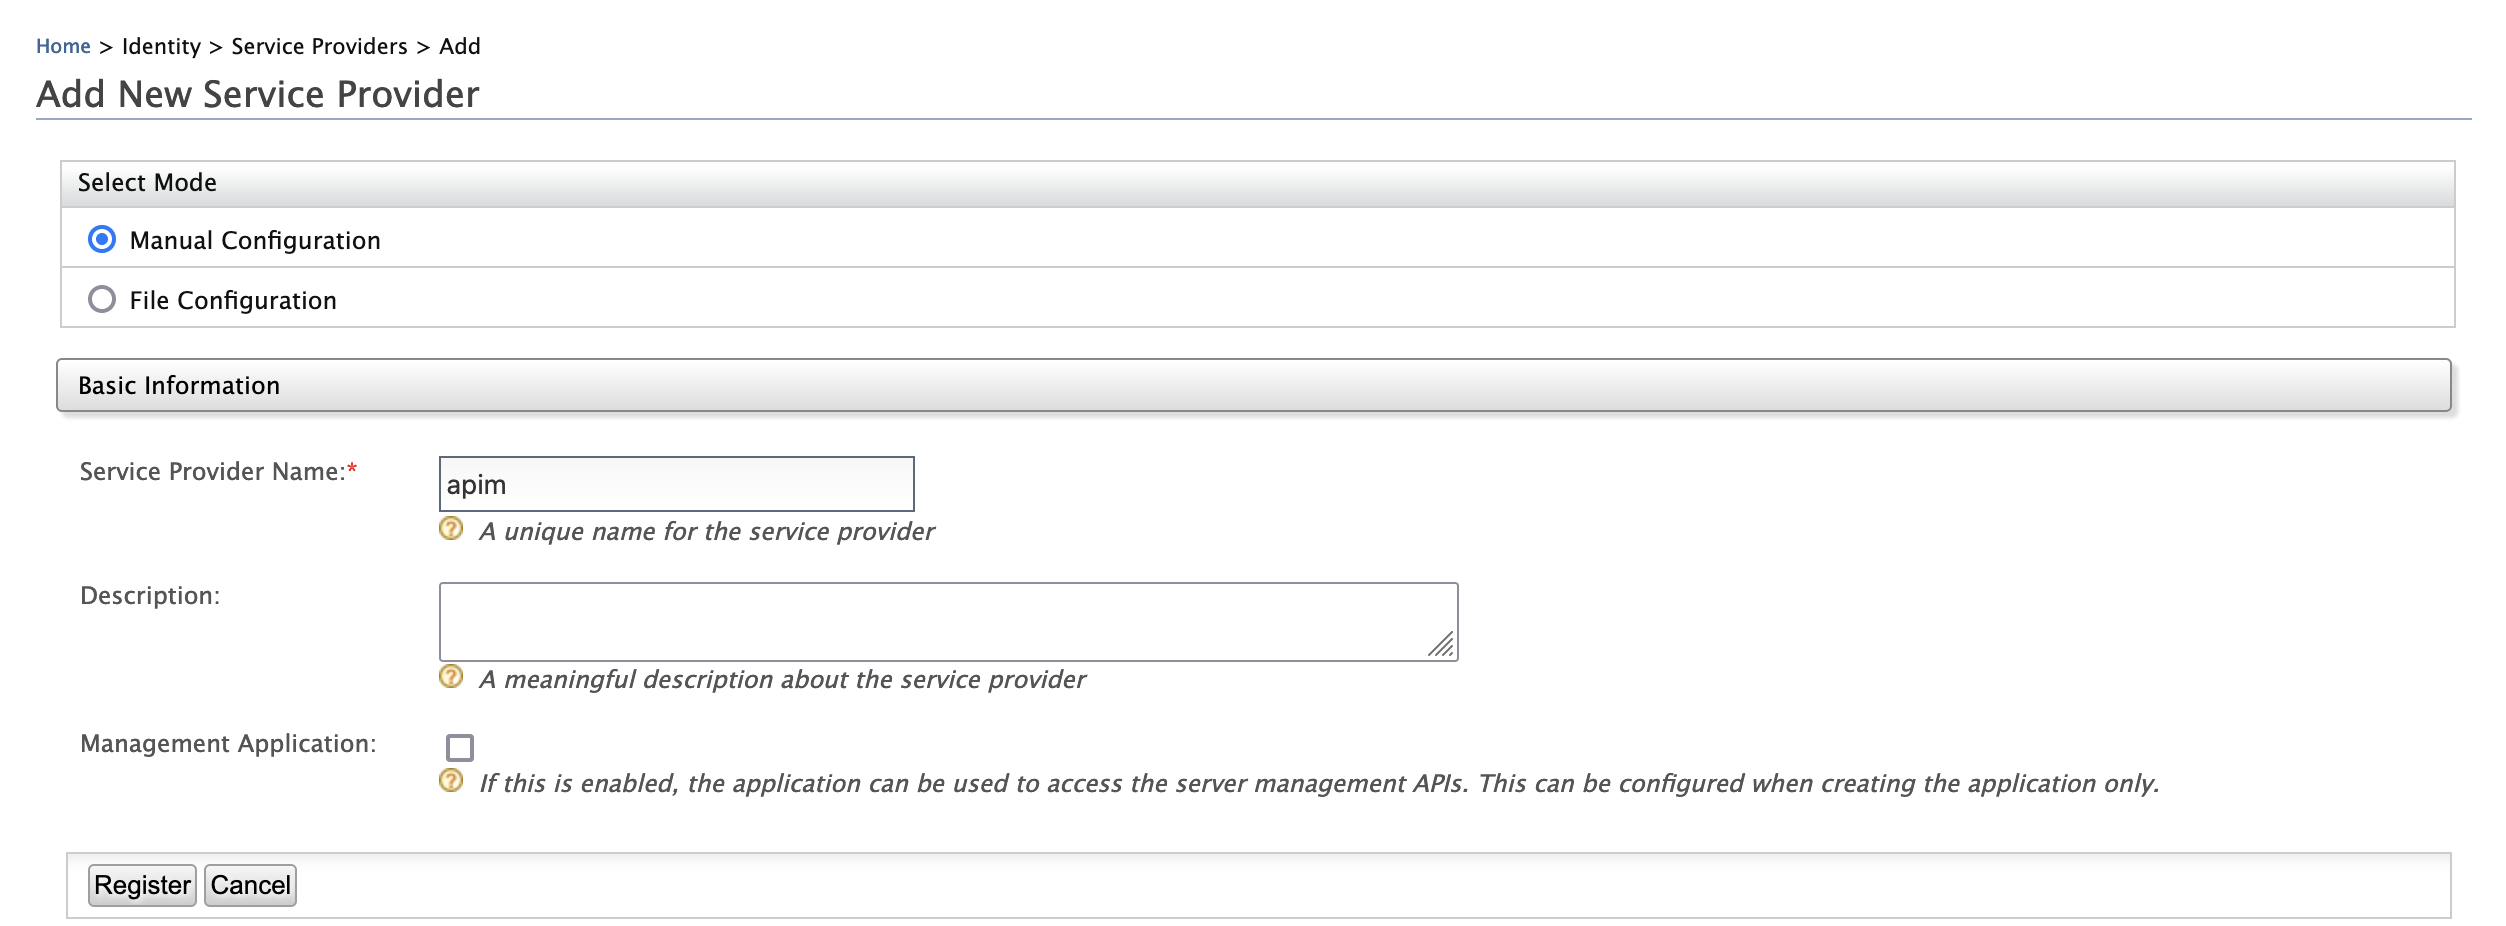 Home > Identity > Service Providers > Add
Add New Service Provider
Select Mode
Manual Configuration
File Configuration
Basic Information
Service Provider Name:*
apim
? A unique name for the service provider
Description:
? A meaningful description about the service provider
Management Application:
? If this is enabled, the application can be used to access the server management APIs. This can be configured when creating the application only.
Register Cancel